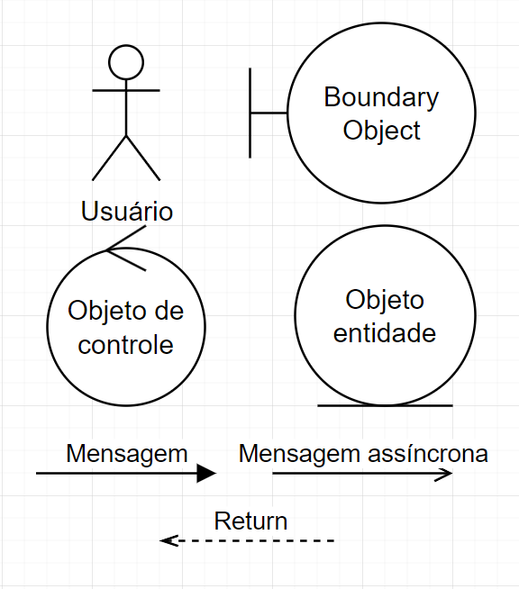 Boundary
Object
Usuário
Objeto de
controle
Objeto
entidade
Mensagem
Mensagem assíncrona
Return